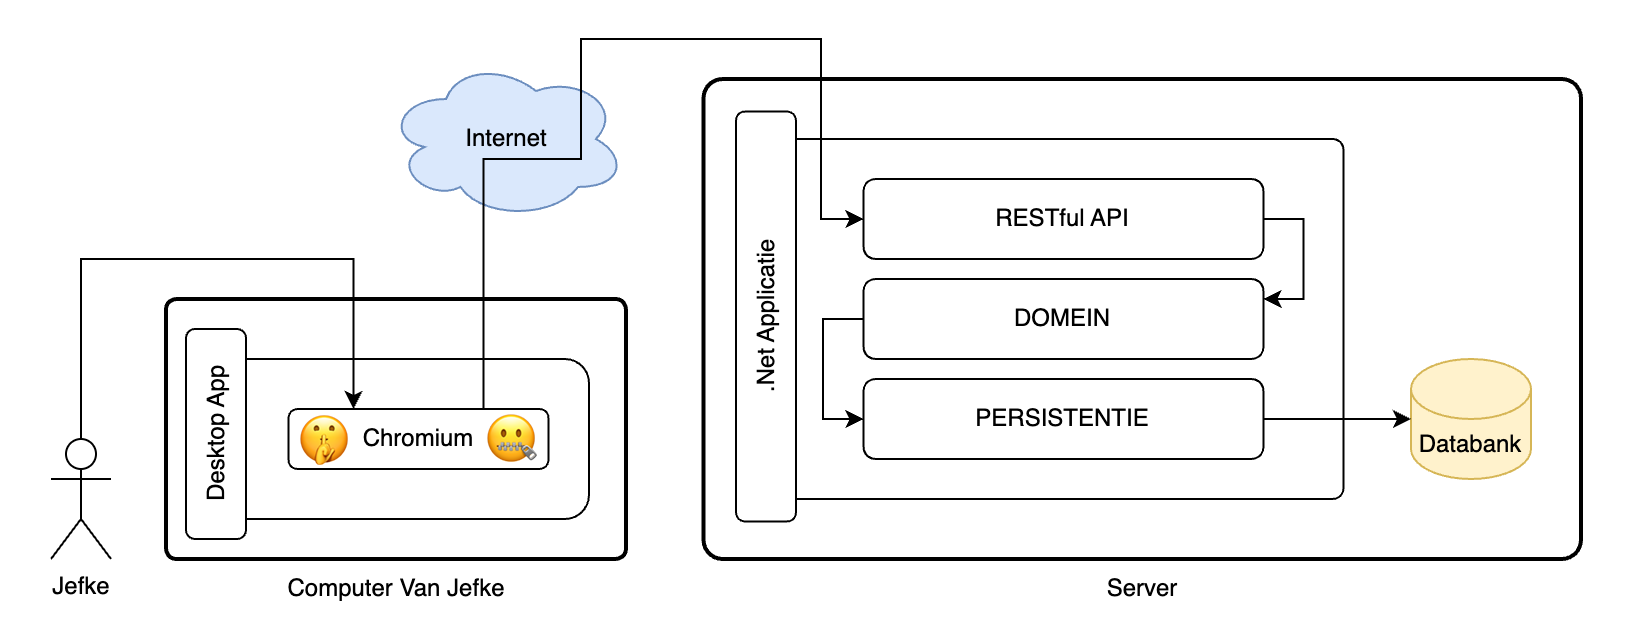 Internet
.Net Applicatie
RESTful API
DOMEIN
PERSISTENTIE
Databank
Desktop App
Chromium
Jefke
Computer Van Jefke
Server